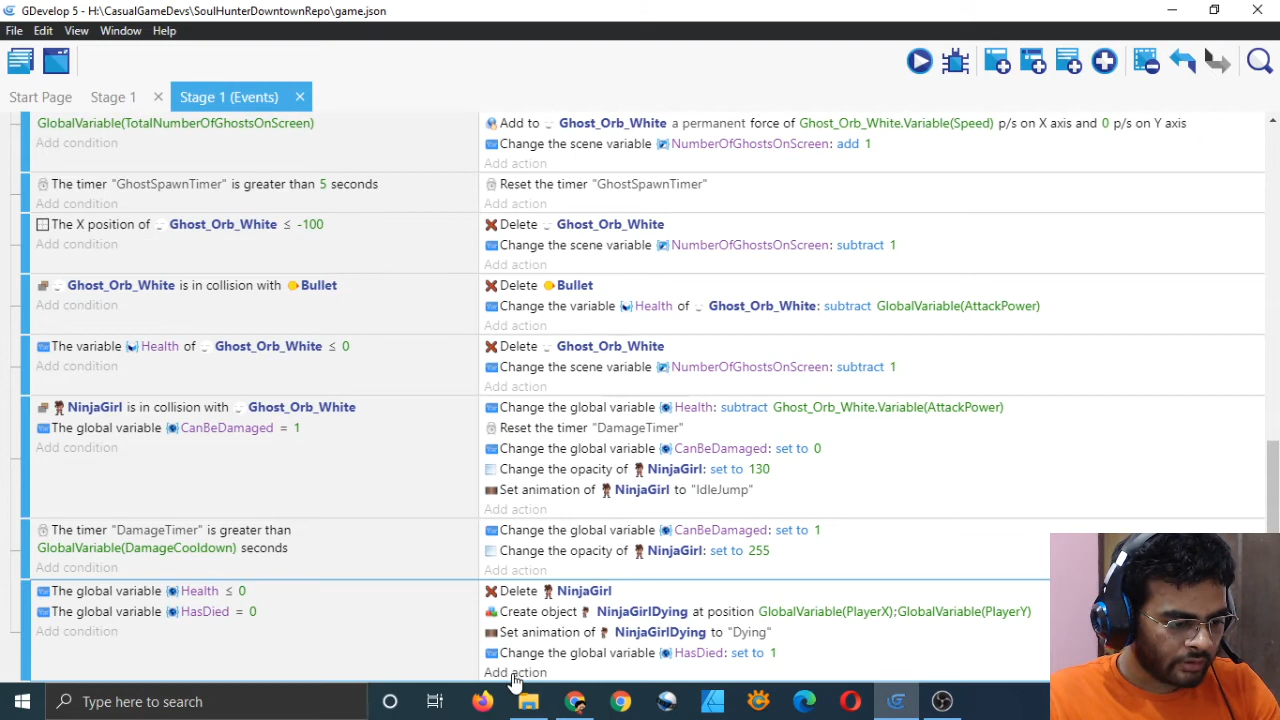 GDevelop 5 - H:\CasualGameDevs\SoulHunterDowntownRepo\game.json
File Edit View Window Help
Start Page Stage 1 × Stage 1 (Events) ×
GlobalVariable(TotalNumberOfGhostsOnScreen)
Add condition
Add to Ghost_Orb_White a permanent force of Ghost_Orb_White.Variable(Speed) p/s on X axis and 0 p/s on Y axis
Change the scene variable NumberOfGhostsOnScreen: add 1
Add action
The timer "GhostSpawnTimer" is greater than 5 seconds
Add condition
Reset the timer "GhostSpawnTimer"
Add action
The X position of Ghost_Orb_White ≤ -100
Add condition
Delete Ghost_Orb_White
Change the scene variable NumberOfGhostsOnScreen: subtract 1
Add action
Ghost_Orb_White is in collision with Bullet
Add condition
Delete Bullet
Change the variable Health of Ghost_Orb_White: subtract GlobalVariable(AttackPower)
Add action
The variable Health of Ghost_Orb_White ≤ 0
Add condition
Delete Ghost_Orb_White
Change the scene variable NumberOfGhostsOnScreen: subtract 1
Add action
NinjaGirl is in collision with Ghost_Orb_White
The global variable CanBeDamaged = 1
Add condition
Change the global variable Health: subtract Ghost_Orb_White.Variable(AttackPower)
Reset the timer "DamageTimer"
Change the global variable CanBeDamaged: set to 0
Change the opacity of NinjaGirl: set to 130
Set animation of NinjaGirl to "IdleJump"
Add action
The timer "DamageTimer" is greater than
GlobalVariable(DamageCooldown) seconds
Add condition
Change the global variable CanBeDamaged: set to 1
Change the opacity of NinjaGirl: set to 255
Add action
The global variable Health ≤ 0
The global variable HasDied = 0
Add condition
Delete NinjaGirl
Create object NinjaGirlDying at position GlobalVariable(PlayerX);GlobalVariable(PlayerY)
Set animation of NinjaGirlDying to "Dying"
Change the global variable HasDied: set to 1
Add action
Type here to search